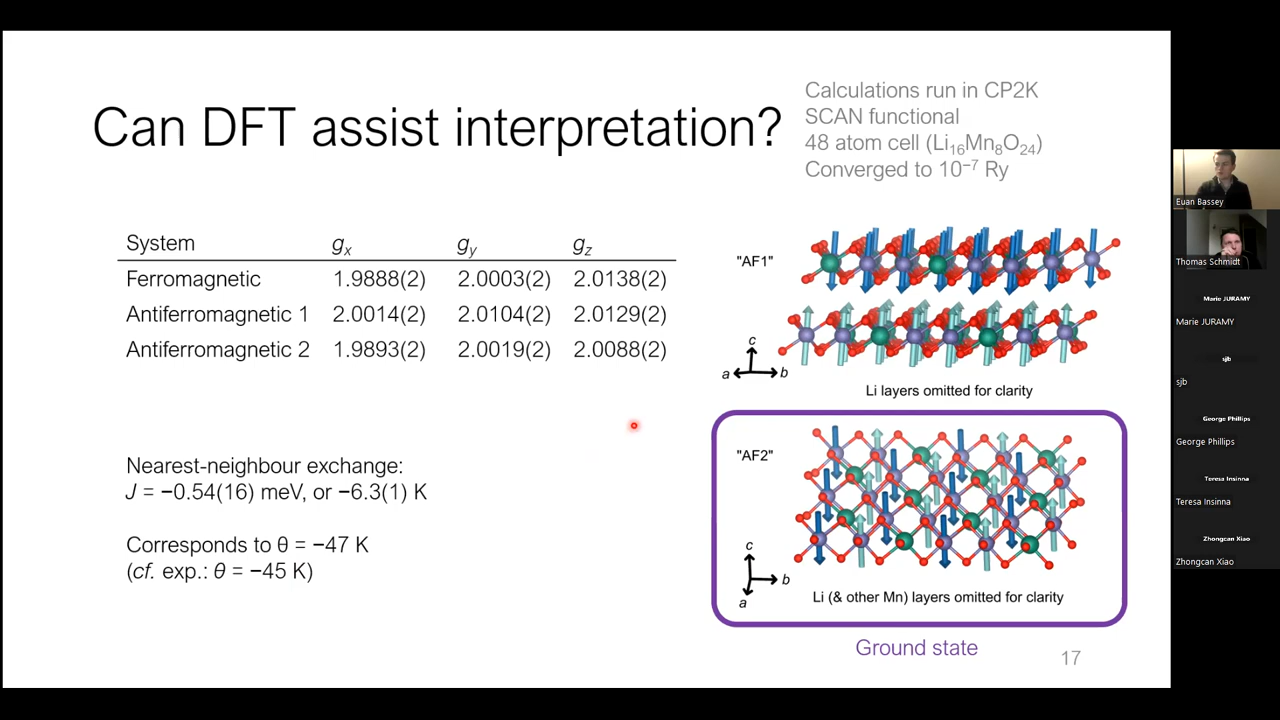 Can DFT assist interpretation?
Calculations run in CP2K
SCAN functional
48 atom cell (Li₁₆Mn₈O₂₄)
Converged to 10⁻⁷ Ry
System gₓ g_y g_z
Ferromagnetic 1.9888(2) 2.0003(2) 2.0138(2)
Antiferromagnetic 1 2.0014(2) 2.0104(2) 2.0129(2)
Antiferromagnetic 2 1.9893(2) 2.0019(2) 2.0088(2)
Nearest-neighbour exchange:
J = −0.54(16) meV, or −6.3(1) K
Corresponds to θ = −47 K
(cf. exp.: θ = −45 K)
"AF1"
c
a b
Li layers omitted for clarity
"AF2"
c
b
a
Li (& other Mn) layers omitted for clarity
Ground state
17
Euan Bassey
Thomas Schmidt
Marie JURAMY
Marie JURAMY
sjb
sjb
George Phillips
George Phillips
Teresa Insinna
Teresa Insinna
Zhongcan Xiao
Zhongcan Xiao